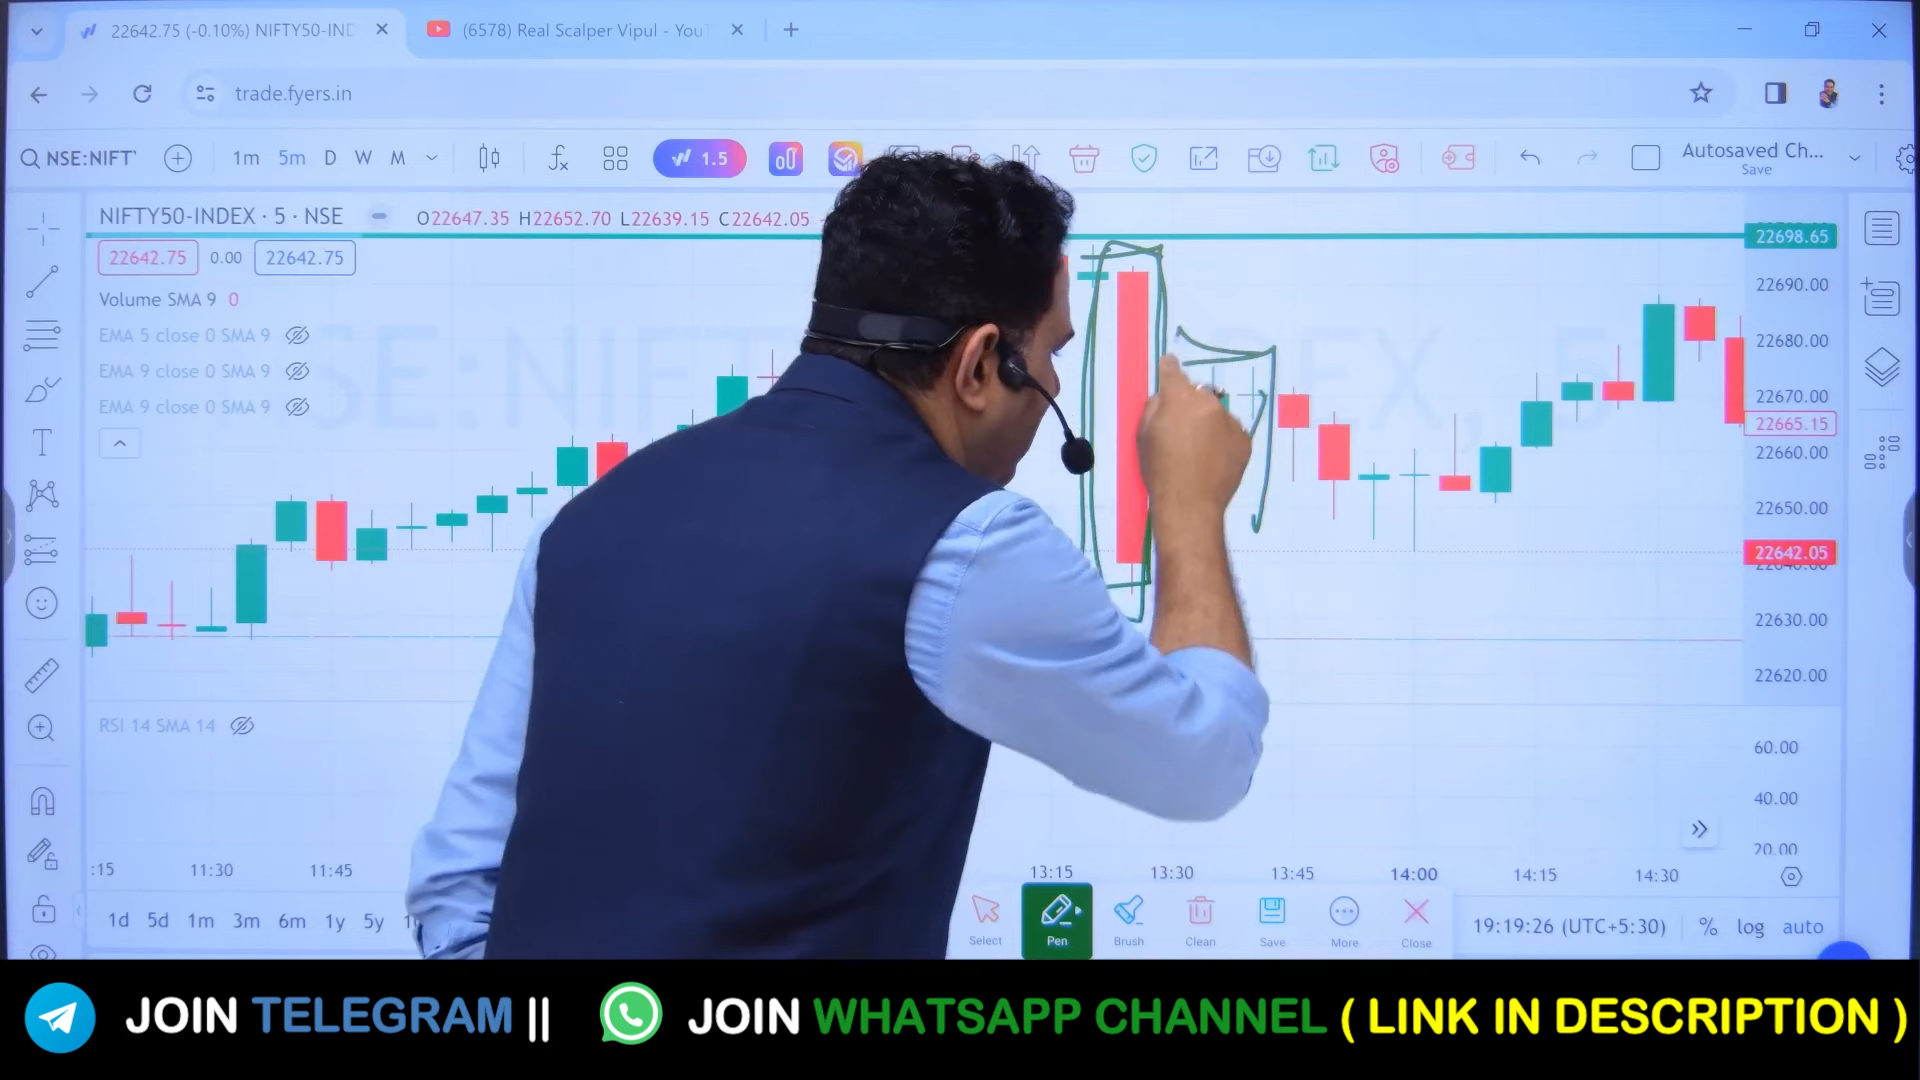 22642.75 (-0.10%) NIFTY50-IND
(6578) Real Scalper Vipul - YouT
trade.fyers.in
NSE:NIFT
1m 5m D W M
1.5
Autosaved Ch...
Save
NIFTY50-INDEX · 5 · NSE
O22647.35 H22652.70 L22639.15 C22642.05
22642.75 0.00 22642.75
Volume SMA 9 0
EMA 5 close 0 SMA 9
EMA 9 close 0 SMA 9
EMA 9 close 0 SMA 9
22698.65
22690.00
22680.00
22670.00
22665.15
22660.00
22650.00
22642.05
22630.00
22620.00
RSI 14 SMA 14
60.00
40.00
20.00
:15 11:30 11:45 13:15 13:30 13:45 14:00 14:15 14:30
1d 5d 1m 3m 6m 1y 5y
Select Pen Brush Clean Save More Close
19:19:26 (UTC+5:30) % log auto
JOIN TELEGRAM || JOIN WHATSAPP CHANNEL ( LINK IN DESCRIPTION )